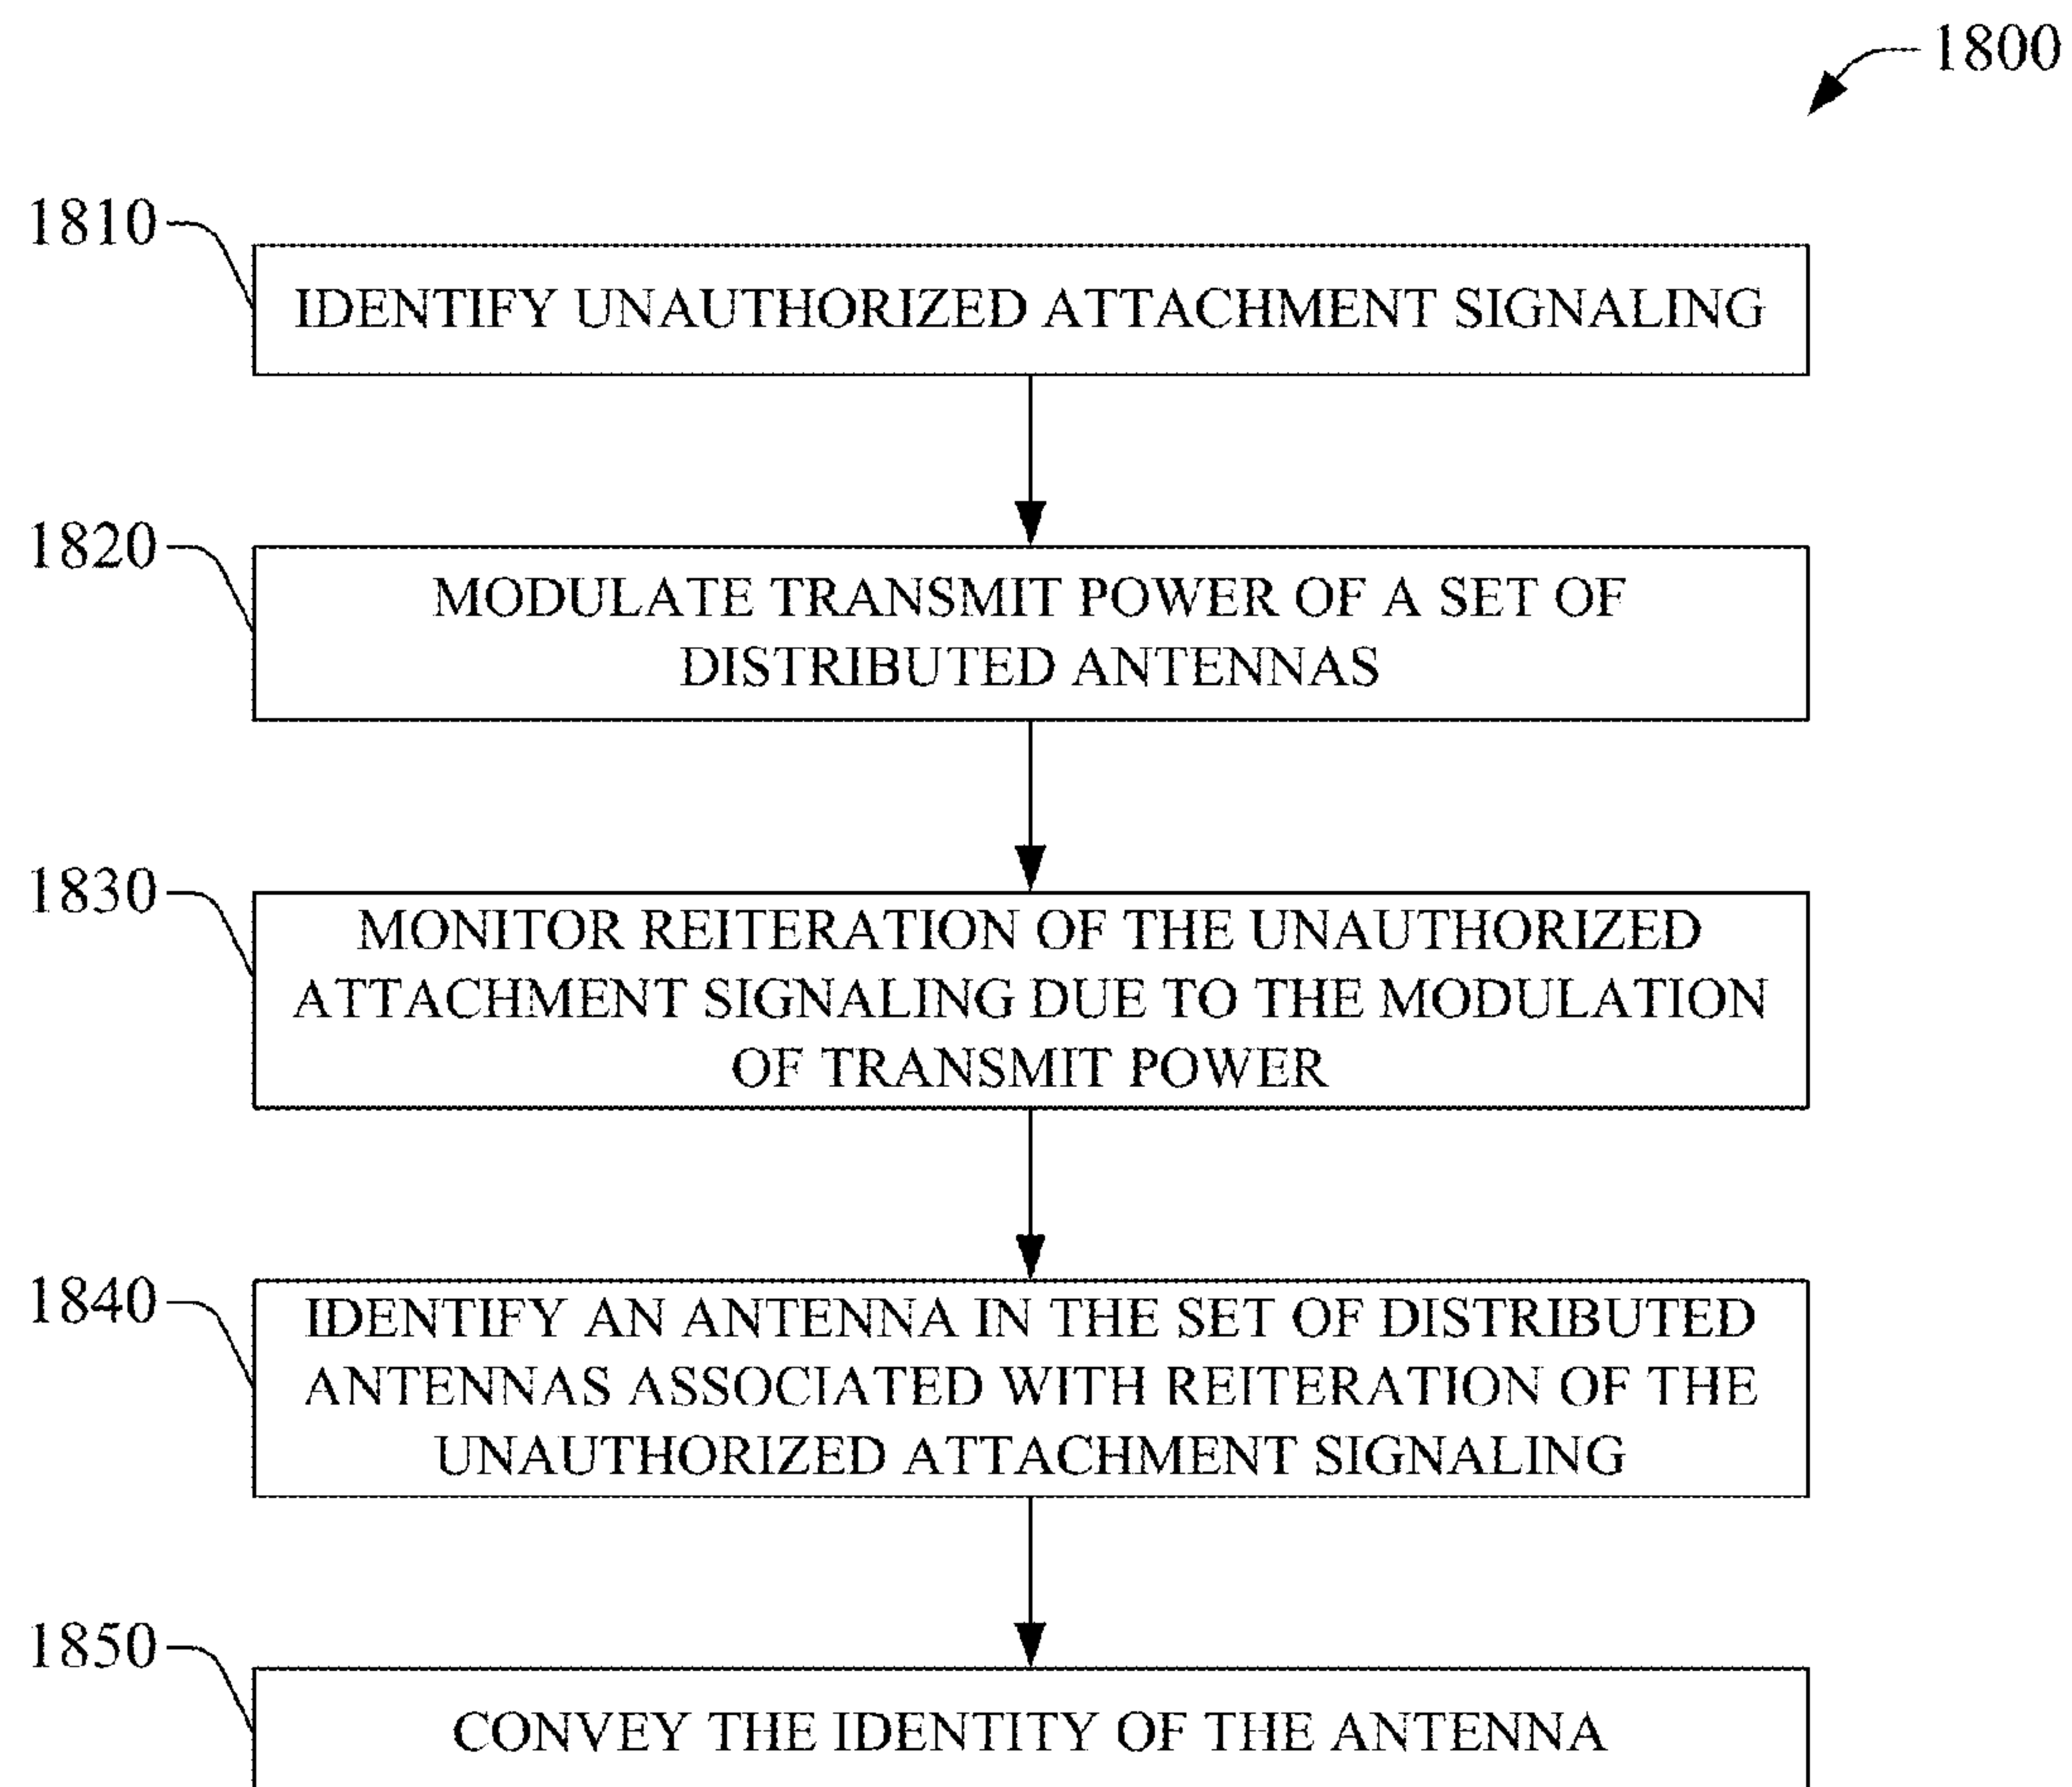 1800
1810
IDENTIFY UNAUTHORIZED ATTACHMENT SIGNALING
1820
MODULATE TRANSMIT POWER OF A SET OF
DISTRIBUTED ANTENNAS
1830
MONITOR REITERATION OF THE UNAUTHORIZED
ATTACHMENT SIGNALING DUE TO THE MODULATION
OF TRANSMIT POWER
1840
IDENTIFY AN ANTENNA IN THE SET OF DISTRIBUTED
ANTENNAS ASSOCIATED WITH REITERATION OF THE
UNAUTHORIZED ATTACHMENT SIGNALING
1850
CONVEY THE IDENTITY OF THE ANTENNA